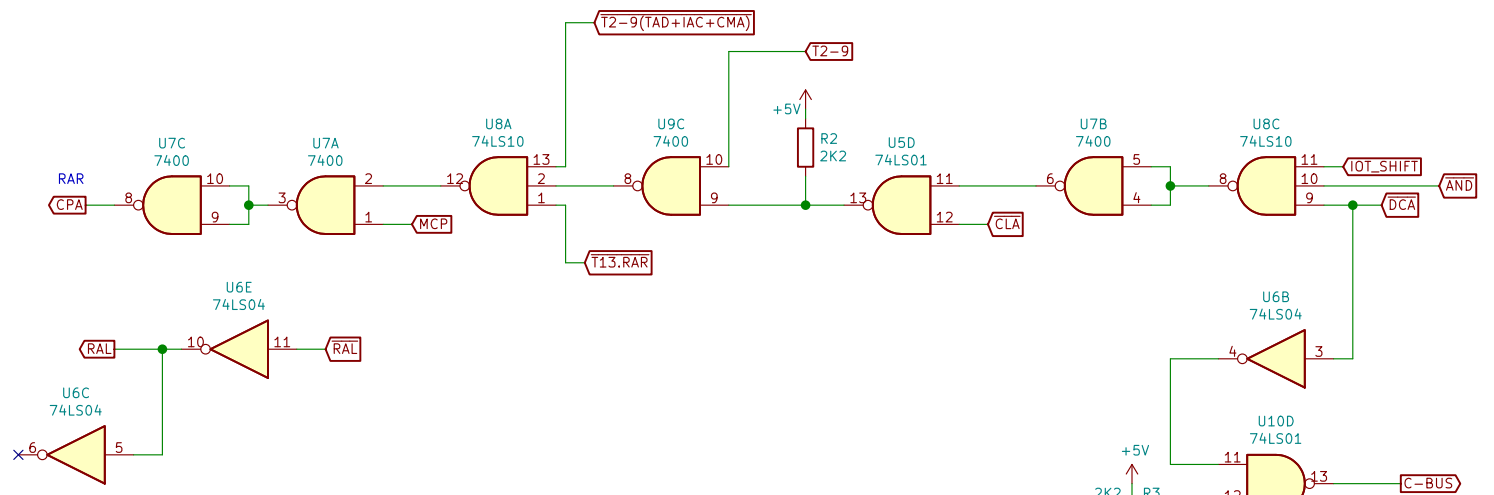 T2-9(TAD+IAC+CMA)
T2-9
+5V
R2
2K2
U7C
7400
U7A
7400
U8A
74LS10
U9C
7400
U5D
74LS01
U7B
7400
U8C
74LS10
RAR
CPA
8
10
9
3
2
1
MCP
12
13
2
1
T13.RAR
8
10
9
13
11
12
CLA
6
5
4
8
11
10
9
IOT_SHIFT
AND
DCA
U6E
74LS04
RAL
10
11
RAL
U6B
74LS04
4
3
U6C
74LS04
6
5
U10D
74LS01
+5V
11
13
C-BUS
2K2
R3
12